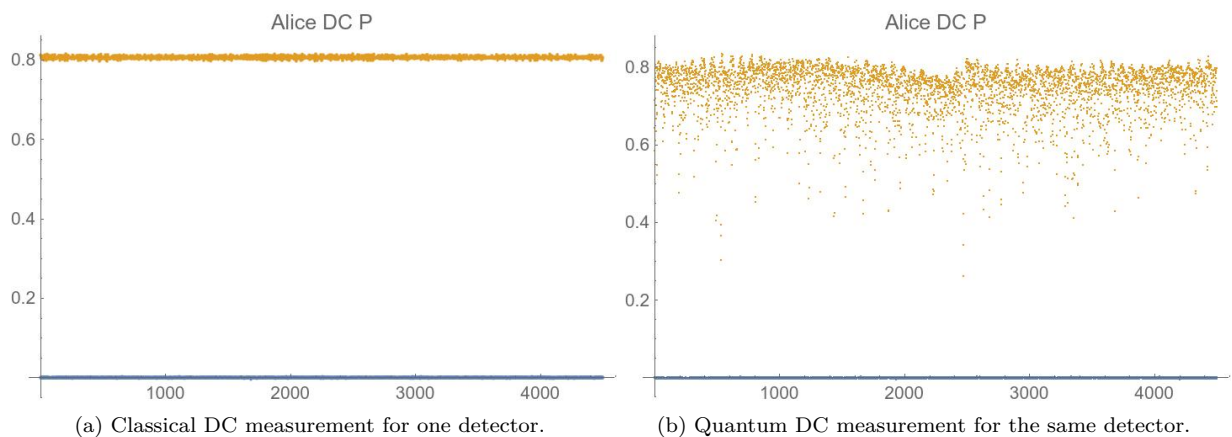 Alice DC P
0.8
0.6
0.4
0.2
1000 2000 3000 4000
(a) Classical DC measurement for one detector.
Alice DC P
0.8
0.6
0.4
0.2
1000 2000 3000 4000
(b) Quantum DC measurement for the same detector.